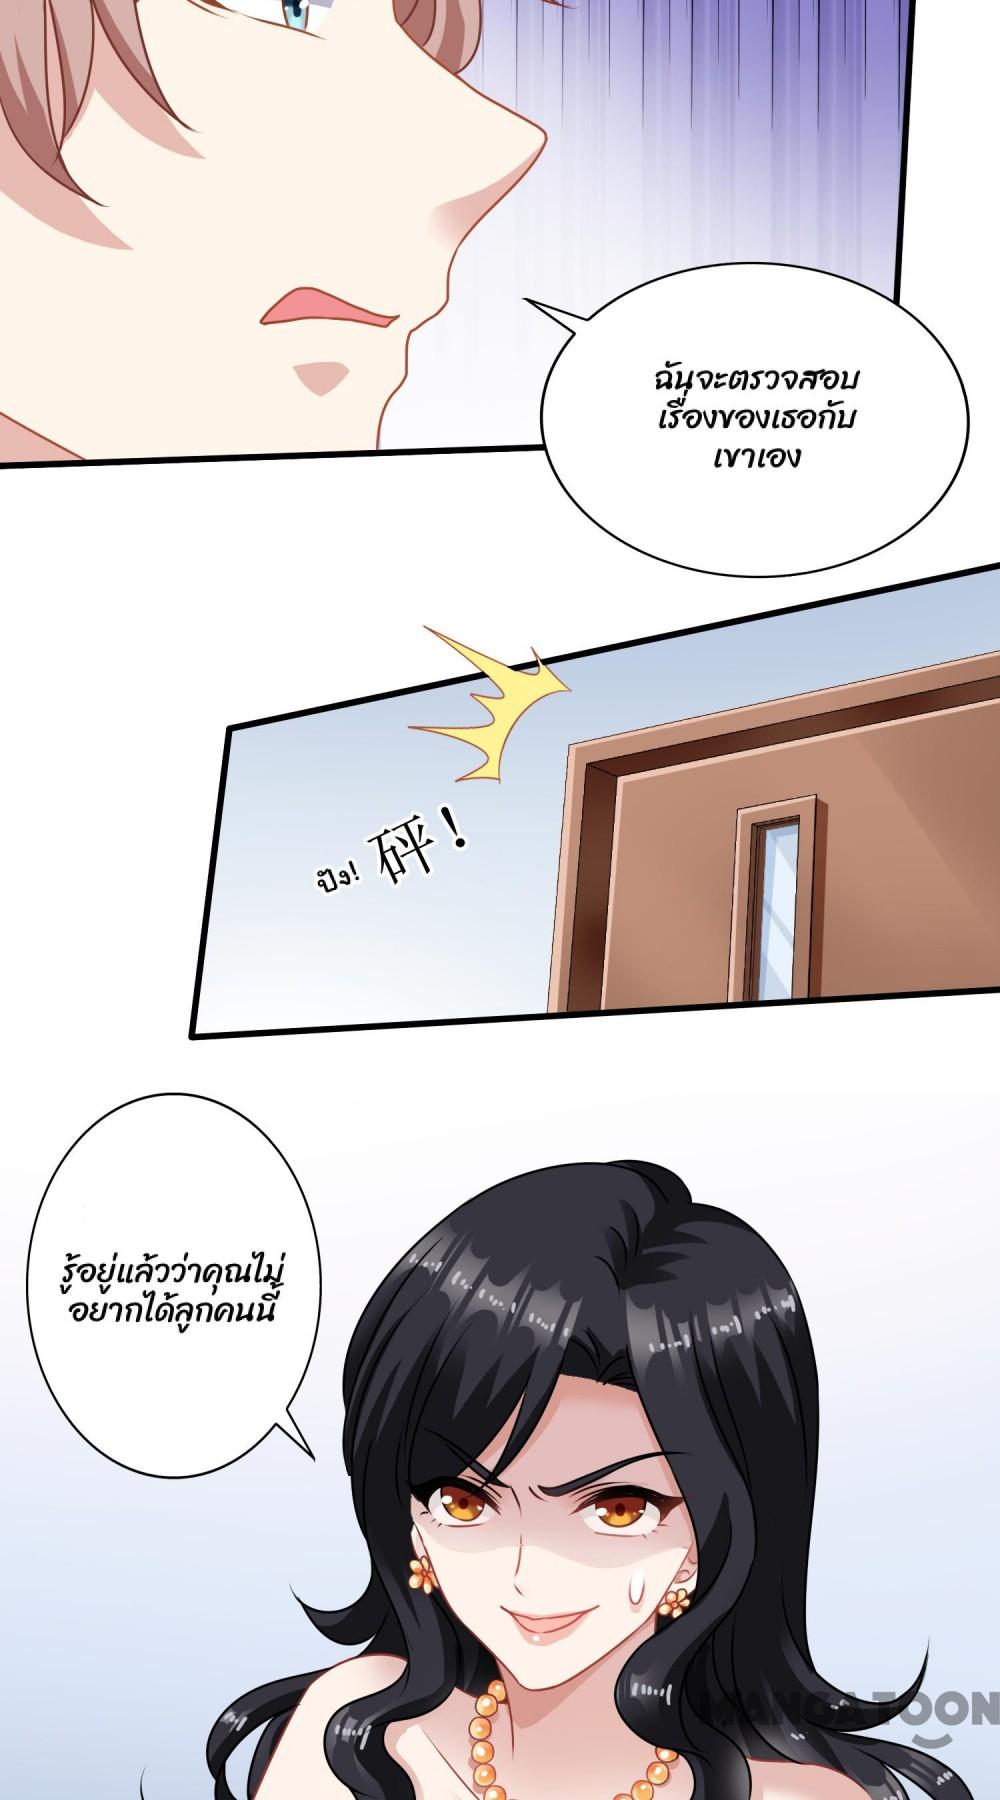 ฉันจะตรวจสอบ
เรื่องของเธอกับ
เขาเอง
ปัง! 砰！
รู้อยู่แล้วว่าคุณไม่
อยากได้ลูกคนนี้
MANGATOON